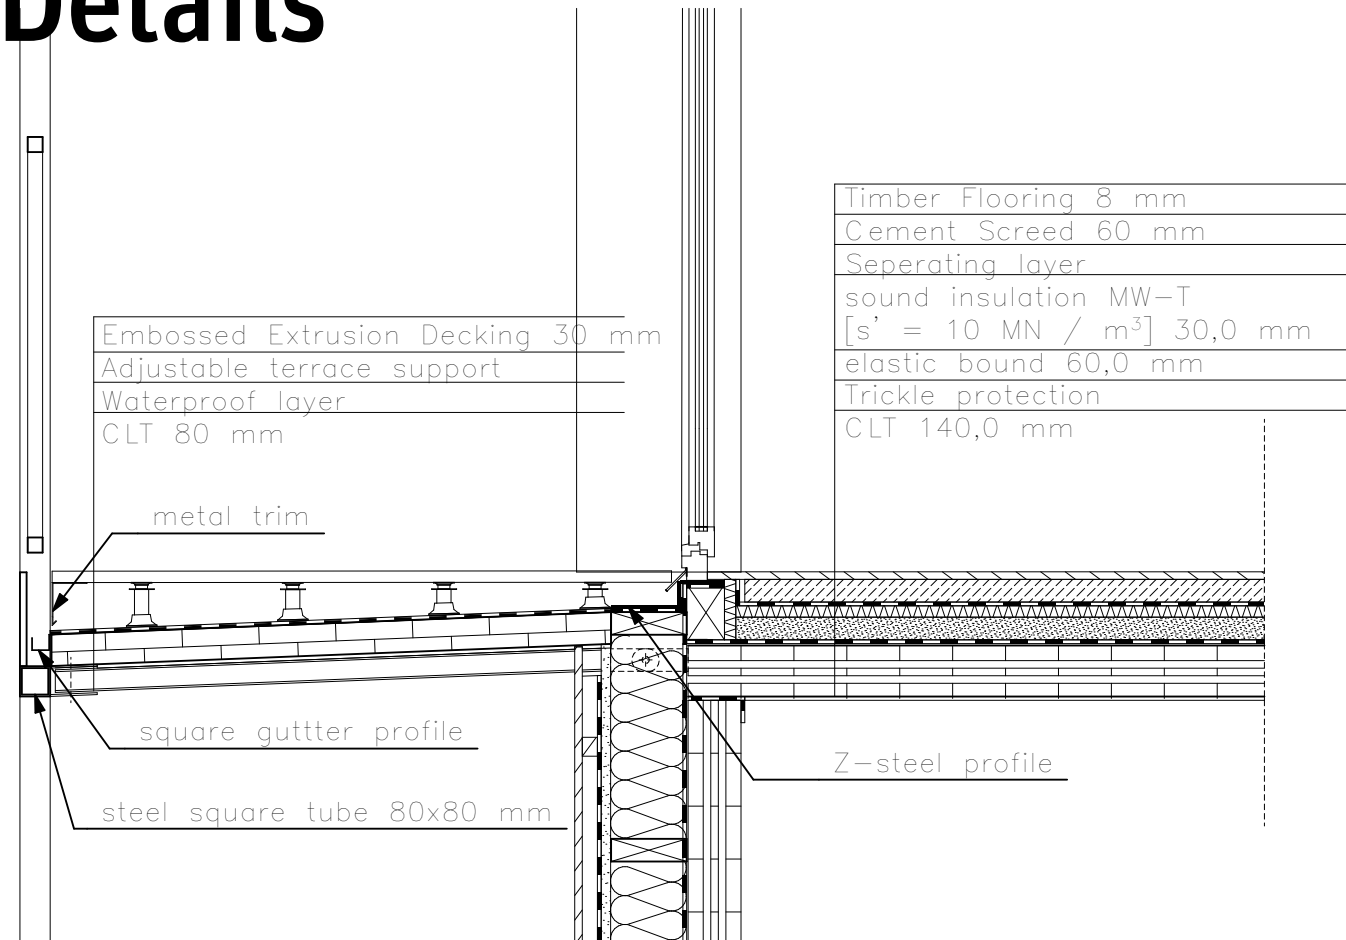 Details
Timber Flooring 8 mm
Cement Screed 60 mm
Seperating layer
sound insulation MW-T
[s' = 10 MN / m³] 30,0 mm
elastic bound 60,0 mm
Trickle protection
CLT 140,0 mm
Embossed Extrusion Decking 30 mm
Adjustable terrace support
Waterproof layer
CLT 80 mm
metal trim
square guttter profile
Z-steel profile
steel square tube 80x80 mm